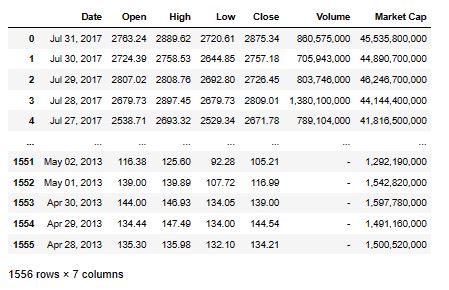 Date Open High Low Close Volume Market Cap
0 Jul 31, 2017 2763.24 2889.62 2720.61 2875.34 860,575,000 45,535,800,000
1 Jul 30, 2017 2724.39 2758.53 2644.85 2757.18 705,943,000 44,890,700,000
2 Jul 29, 2017 2807.02 2808.76 2692.80 2726.45 803,746,000 46,246,700,000
3 Jul 28, 2017 2679.73 2897.45 2679.73 2809.01 1,380,100,000 44,144,400,000
4 Jul 27, 2017 2538.71 2693.32 2529.34 2671.78 789,104,000 41,816,500,000
... ... ... ... ... ... ... ...
1551 May 02, 2013 116.38 125.60 92.28 105.21 - 1,292,190,000
1552 May 01, 2013 139.00 139.89 107.72 116.99 - 1,542,820,000
1553 Apr 30, 2013 144.00 146.93 134.05 139.00 - 1,597,780,000
1554 Apr 29, 2013 134.44 147.49 134.00 144.54 - 1,491,160,000
1555 Apr 28, 2013 135.30 135.98 132.10 134.21 - 1,500,520,000
1556 rows × 7 columns